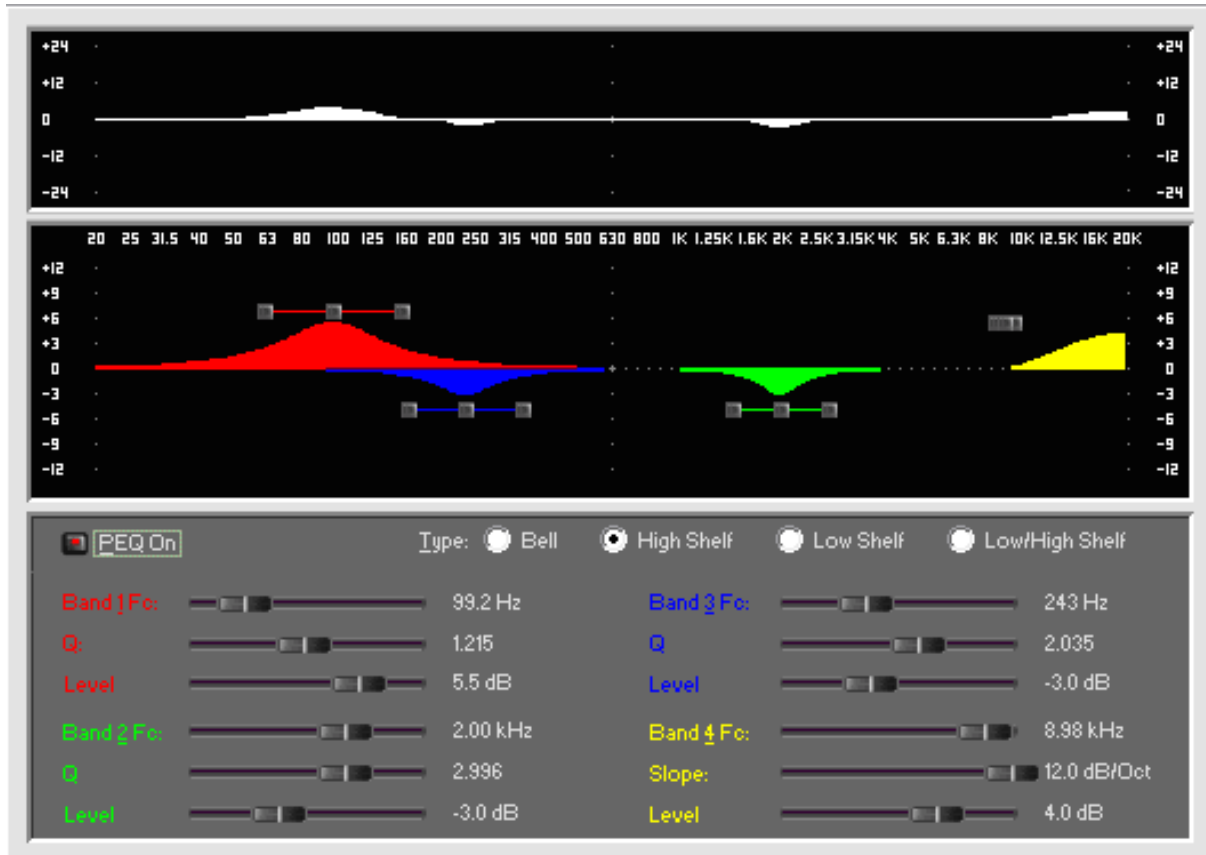 +24 +24
+12 +12
0 0
-12 -12
-24 -24
20 25 31.5 40 50 63 80 100 125 160 200 250 315 400 500 630 800 1K 1.25K 1.6K 2K 2.5K 3.15K 4K 5K 6.3K 8K 10K 12.5K 16K 20K
+12 +12
+9 +9
+6 +6
+3 +3
0 0
-3 -3
-6 -6
-9 -9
-12 -12
PEQ On Type: Bell High Shelf Low Shelf Low/High Shelf
Band 1 Fc: 99.2 Hz Band 3 Fc: 243 Hz
Q: 1.215 Q 2.035
Level 5.5 dB Level -3.0 dB
Band 2 Fc: 2.00 kHz Band 4 Fc: 8.98 kHz
Q 2.996 Slope: 12.0 dB/Oct
Level -3.0 dB Level 4.0 dB